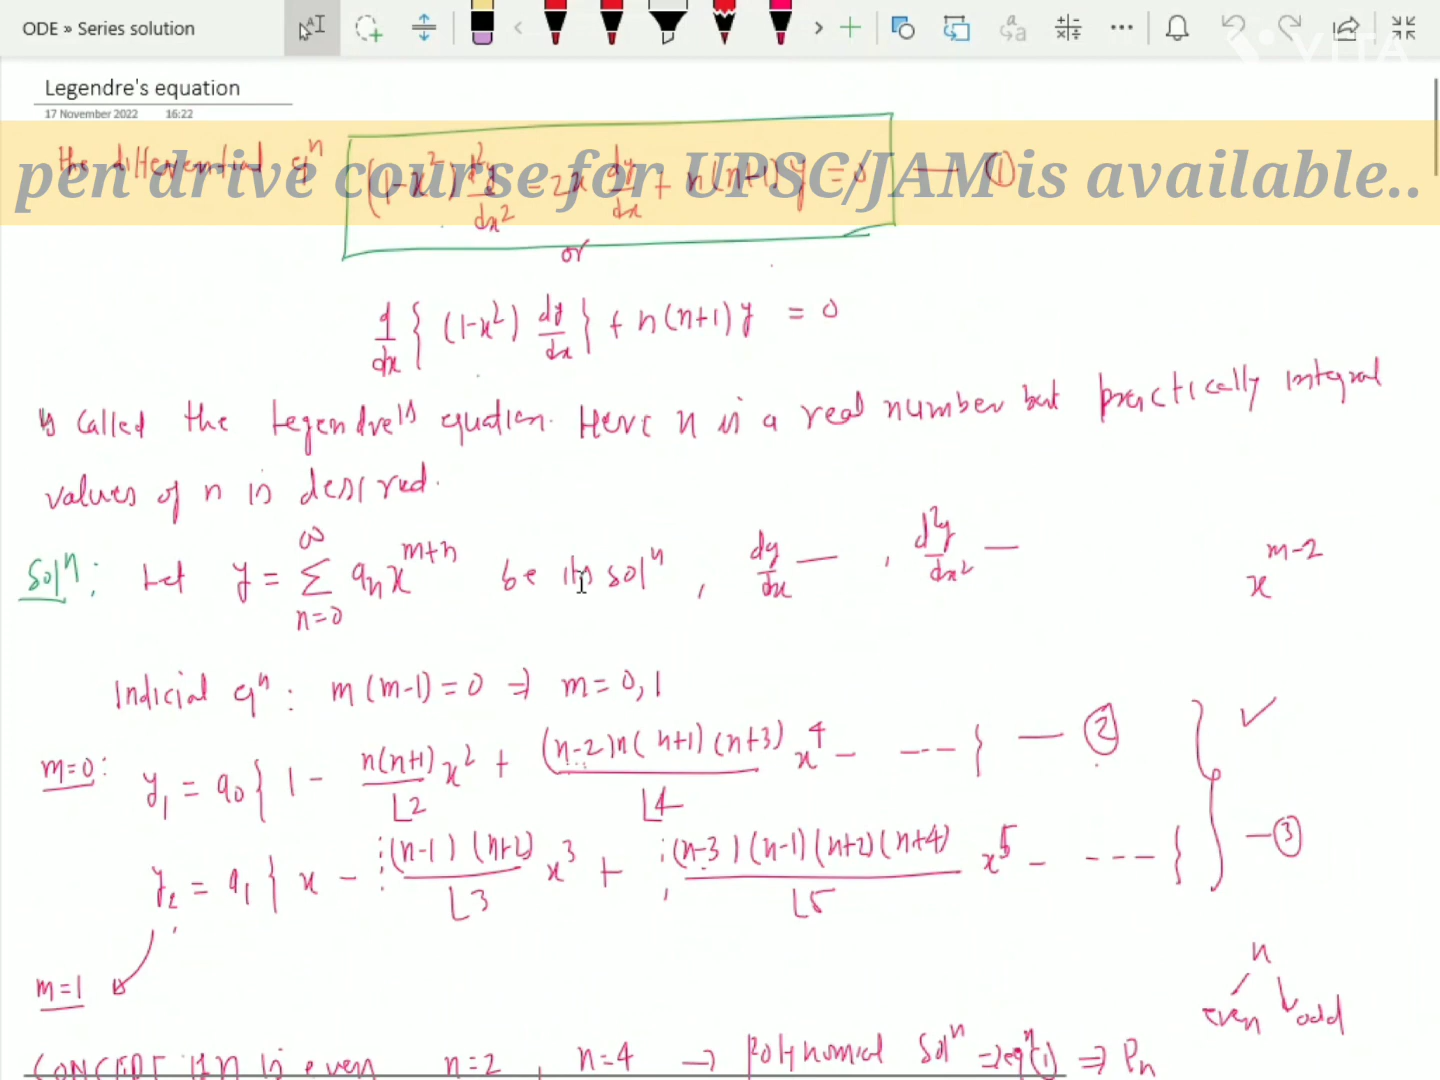 ODE » Series solution
VITA
Legendre's equation
17 November 2022 16:22
the differential eqⁿ (1-x²) d²y/dx² - 2x dy/dx + n(n+1) y = 0 — ①
pen drive course for UPSC/JAM is available..
or
d/dx { (1-x²) dy/dx } + n(n+1) y = 0
is called the Legendre's equation. Here n is a real number but practically integral
values of n is desired.
Solⁿ: Let y = ∑_{n=0}^{∞} aₙ x^{m+n} be its solⁿ, dy/dx — , d²y/dx² — x^{m-2}
Indicial eqⁿ: m(m-1) = 0 ⇒ m = 0, 1
m=0: y₁ = a₀ { 1 - n(n+1)/⌊2 x² + (n-2)n(n+1)(n+3)/⌊4 x⁴ - --- } — ② ✓
y₂ = a₁ { x - (n-1)(n+2)/⌊3 x³ + (n-3)(n-1)(n+2)(n+4)/⌊5 x⁵ - --- } — ③
m=1
n
even odd
CONCEPT If n is even n=2, n=4 → Polynomial Solⁿ ⇒ Pn